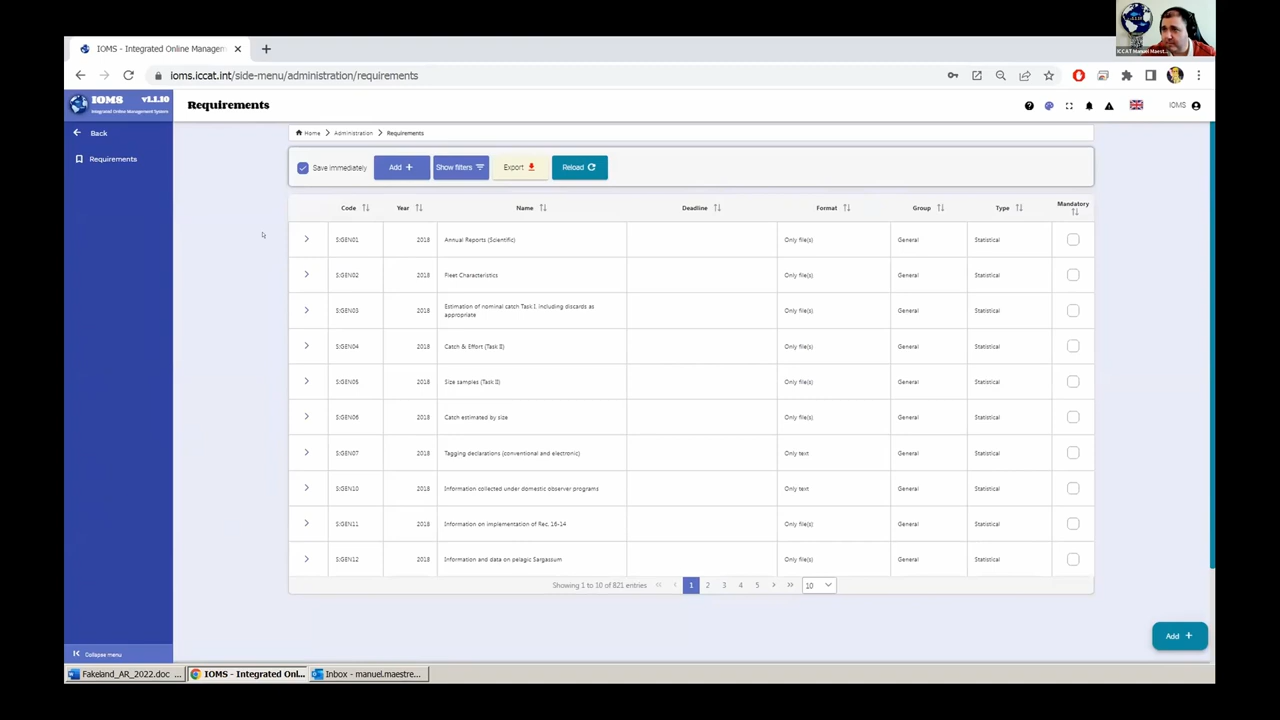 IOMS - Integrated Online Managem
ioms.iccat.int/side-menu/administration/requirements
ICCAT Manuel Maest...
IOMS v1.1.10
Integrated Online Management System
Requirements
IOMS
Back
Requirements
Home > Administration > Requirements
Save immediately
Add +
Show filters
Export
Reload
Code Year Name Deadline Format Group Type Mandatory
S:GEN01 2018 Annual Reports (Scientific) Only file(s) General Statistical
S:GEN02 2018 Fleet Characteristics Only file(s) General Statistical
S:GEN03 2018 Estimation of nominal catch Task I, including discards as
appropriate Only file(s) General Statistical
S:GEN04 2018 Catch & Effort (Task II) Only file(s) General Statistical
S:GEN05 2018 Size samples (Task II) Only file(s) General Statistical
S:GEN06 2018 Catch estimated by size Only file(s) General Statistical
S:GEN07 2018 Tagging declarations (conventional and electronic) Only text General Statistical
S:GEN10 2018 Information collected under domestic observer programs Only text General Statistical
S:GEN11 2018 Information on implementation of Rec. 16-14 Only file(s) General Statistical
S:GEN12 2018 Information and data on pelagic Sargassum Only file(s) General Statistical
Showing 1 to 10 of 821 entries « ‹ 1 2 3 4 5 › » 10
Add +
Collapse menu
Fakeland_AR_2022.doc ...
IOMS - Integrated Onl...
Inbox - manuel.maestre...